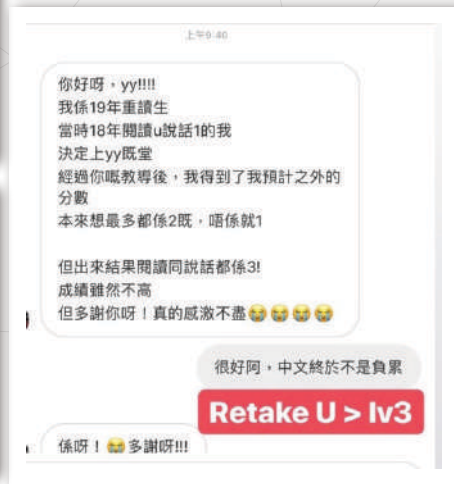 上午9:40
你好呀，yy!!!!
我係19年重讀生
當時18年閱讀u說話1的我
決定上yy既堂
經過你嘅教導後，我得到了我預計之外的
分數
本來想最多都係2既，唔係就1
但出來結果閱讀同說話都係3!
成績雖然不高
但多謝你呀！真的感激不盡😭😭😭😭
很好阿，中文終於不是負累
Retake U > lv3
係呀！😭多謝呀!!!